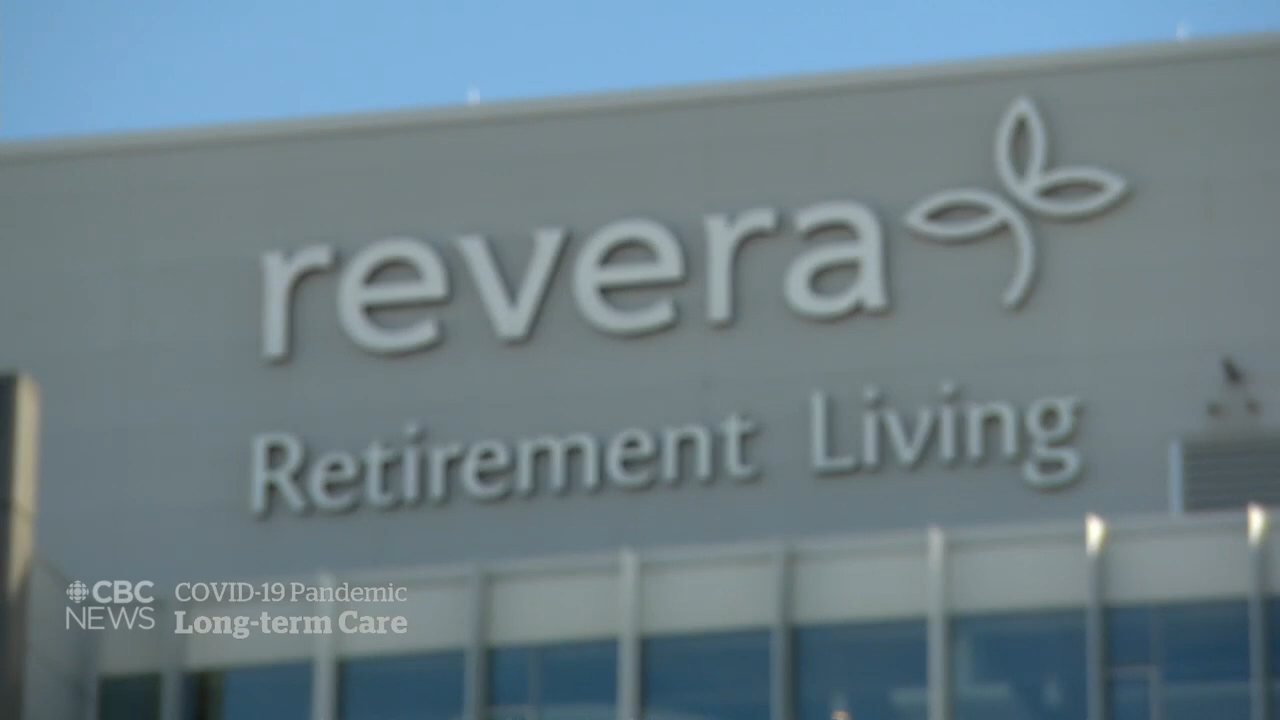 revera
Retirement Living
CBC NEWS
COVID-19 Pandemic
Long-term Care